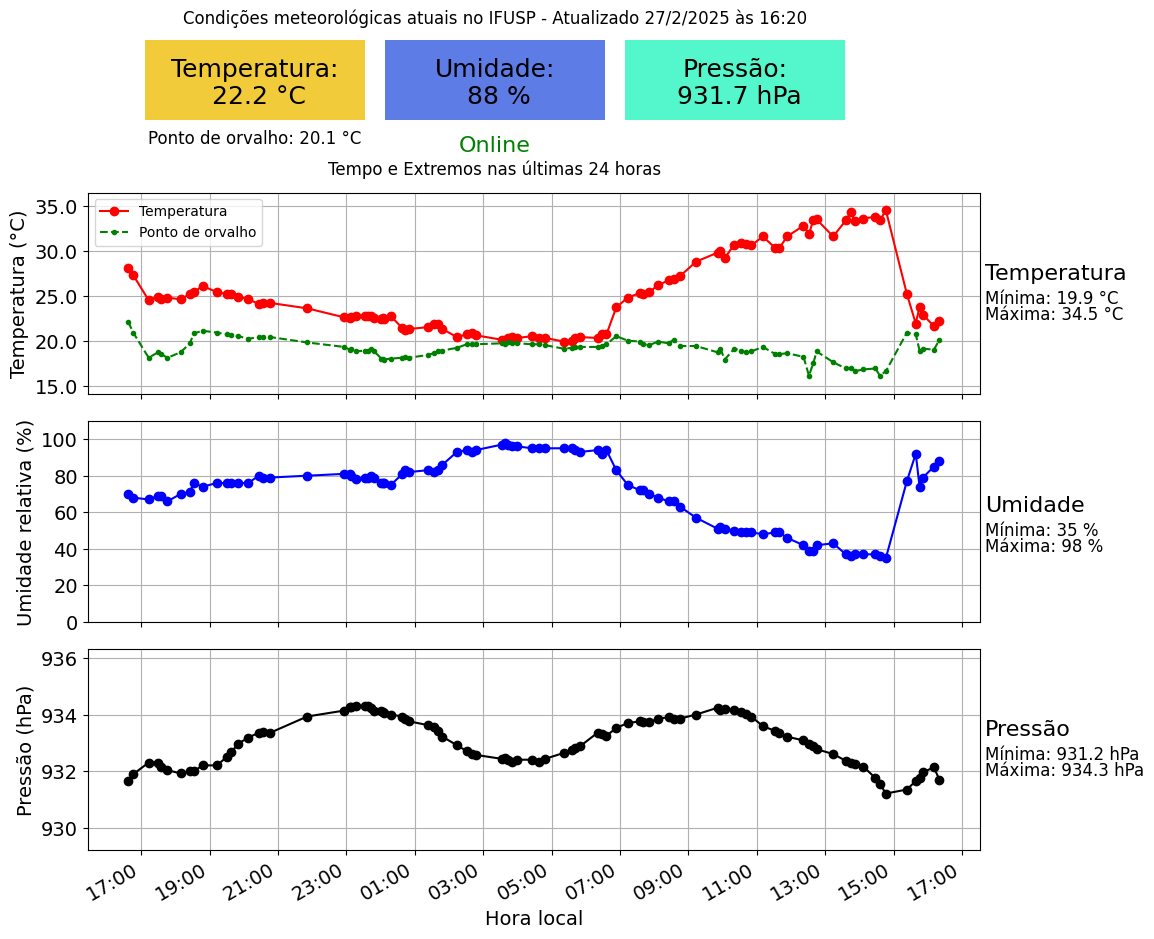 Condições meteorológicas atuais no IFUSP - Atualizado 27/2/2025 às 16:20
Temperatura:
22.2 °C
Umidade:
88 %
Pressão:
931.7 hPa
Ponto de orvalho: 20.1 °C
Online
Tempo e Extremos nas últimas 24 horas
Temperatura (°C)
35.0
30.0
25.0
20.0
15.0
Temperatura
Ponto de orvalho
Temperatura
Mínima: 19.9 °C
Máxima: 34.5 °C
Umidade relativa (%)
100
80
60
40
20
0
Umidade
Mínima: 35 %
Máxima: 98 %
Pressão (hPa)
936
934
932
930
Pressão
Mínima: 931.2 hPa
Máxima: 934.3 hPa
17:00 19:00 21:00 23:00 01:00 03:00 05:00 07:00 09:00 11:00 13:00 15:00 17:00
Hora local